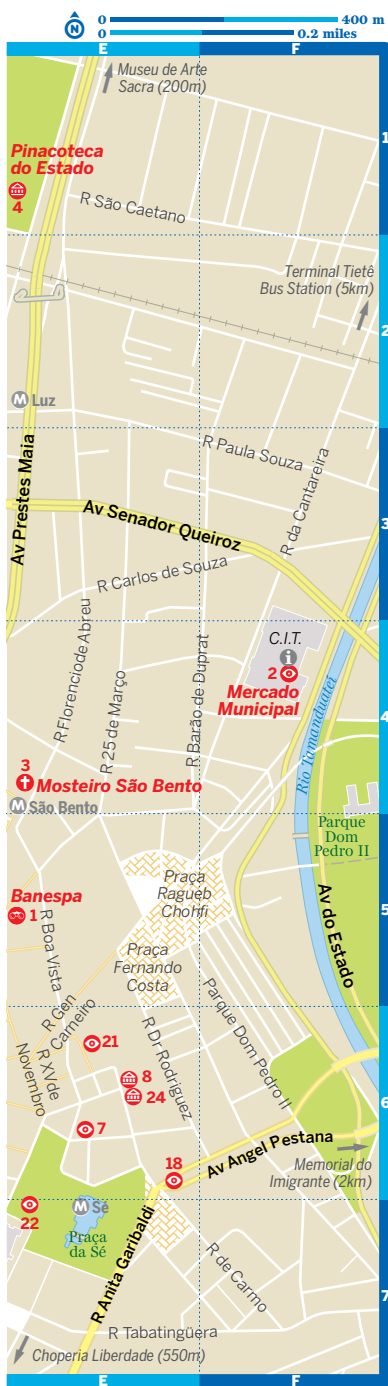 N
0 400 m
0 0.2 miles
E F
Museu de Arte
Sacra (200m)
1
Pinacoteca
do Estado
4
R São Caetano
Terminal Tietê
Bus Station (5km)
2
Luz
R Paula Souza
Av Prestes Maia
R da Cantareira
3
Av Senador Queiroz
R Carlos de Souza
R Florenciode Abreu
R 25 de Março
R Barão de Duprat
C.I.T.
2
Mercado
Municipal
4
Rio Tamanduateí
3
Mosteiro São Bento
São Bento
Parque
Dom
Pedro II
Praça
Ragueb
Chohfi
Banespa
1
5
Av do Estado
R Boa Vista
Praça
Fernando
Costa
R Gen
Carneiro
Parque Dom Pedro II
21
R XV de
Novembro
R Dr Rodriguez
8
24
6
7
Av Angel Pestana
18
Memorial do
Imigrante (2km)
22
Sé
Praça
da Sé
R Anita Garibaldi
R de Carmo
7
R Tabatingüera
Choperia Liberdade (550m)
E F